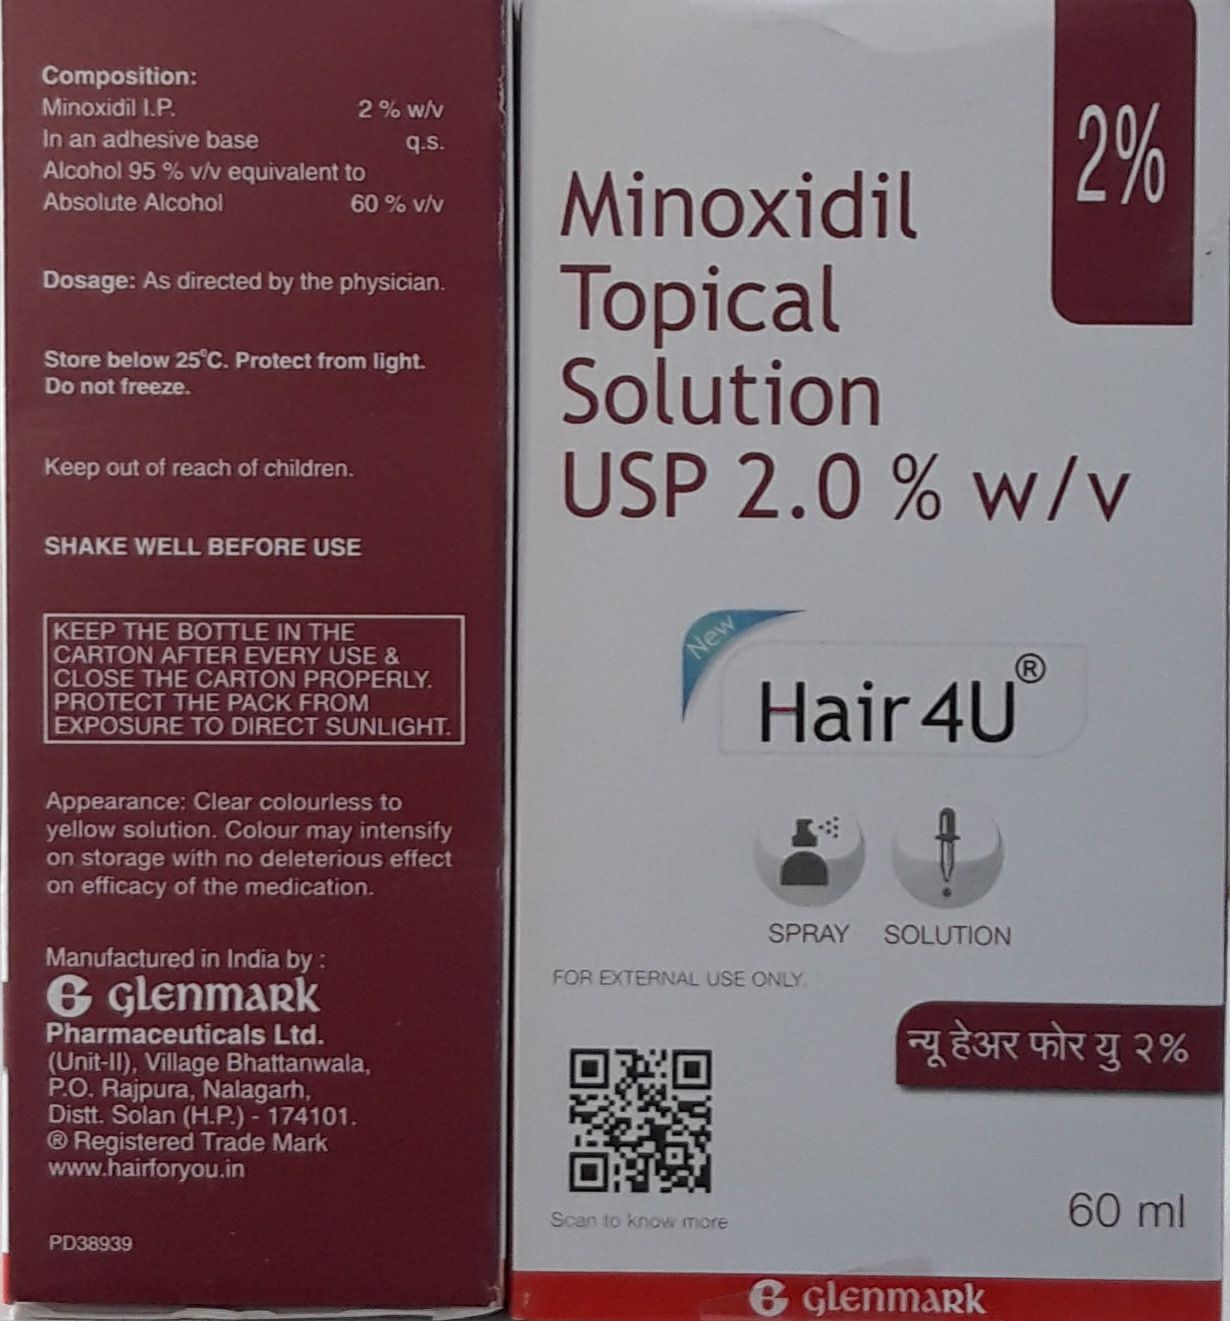 Composition:
Minoxidil I.P. 2 % w/v
In an adhesive base q.s.
Alcohol 95 % v/v equivalent to
Absolute Alcohol 60 % v/v
Dosage: As directed by the physician.
Store below 25°C. Protect from light.
Do not freeze.
Keep out of reach of children.
SHAKE WELL BEFORE USE
KEEP THE BOTTLE IN THE
CARTON AFTER EVERY USE &
CLOSE THE CARTON PROPERLY.
PROTECT THE PACK FROM
EXPOSURE TO DIRECT SUNLIGHT.
Appearance: Clear colourless to
yellow solution. Colour may intensify
on storage with no deleterious effect
on efficacy of the medication.
Manufactured in India by :
glenmark
Pharmaceuticals Ltd.
(Unit-II), Village Bhattanwala,
P.O. Rajpura, Nalagarh,
Distt. Solan (H.P.) - 174101.
® Registered Trade Mark
www.hairforyou.in
PD38939
2%
Minoxidil
Topical
Solution
USP 2.0 % w/v
New
Hair 4U®
SPRAY SOLUTION
FOR EXTERNAL USE ONLY.
न्यू हेअर फोर यु २%
Scan to know more
60 ml
glenmark